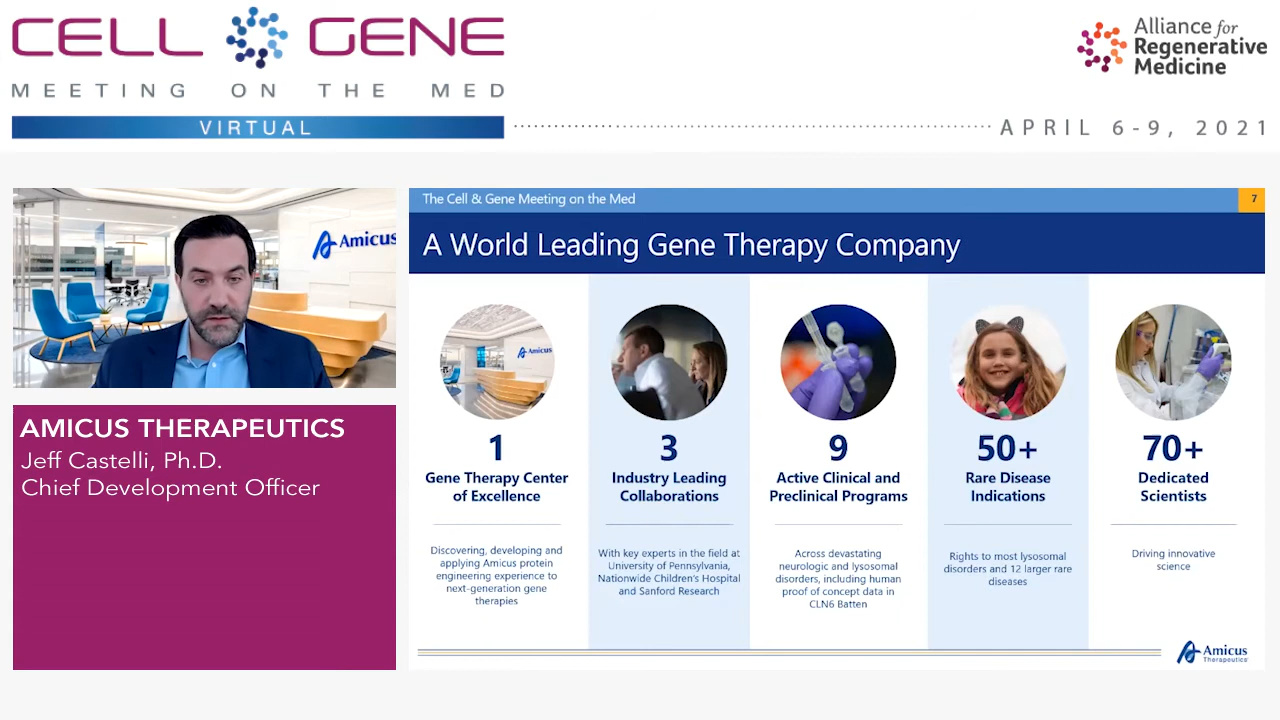 CELL GENE
MEETING ON THE MED
VIRTUAL
Alliance for
Regenerative
Medicine
APRIL 6-9, 2021
Amicus
AMICUS THERAPEUTICS
Jeff Castelli, Ph.D.
Chief Development Officer
The Cell & Gene Meeting on the Med
7
A World Leading Gene Therapy Company
Amicus
1
Gene Therapy Center
of Excellence
Discovering, developing and
applying Amicus protein
engineering experience to
next-generation gene
therapies
3
Industry Leading
Collaborations
With key experts in the field at
University of Pennsylvania,
Nationwide Children's Hospital
and Sanford Research
9
Active Clinical and
Preclinical Programs
Across devastating
neurologic and lysosomal
disorders, including human
proof of concept data in
CLN6 Batten
50+
Rare Disease
Indications
Rights to most lysosomal
disorders and 12 larger rare
diseases
70+
Dedicated
Scientists
Driving innovative
science
Amicus
Therapeutics